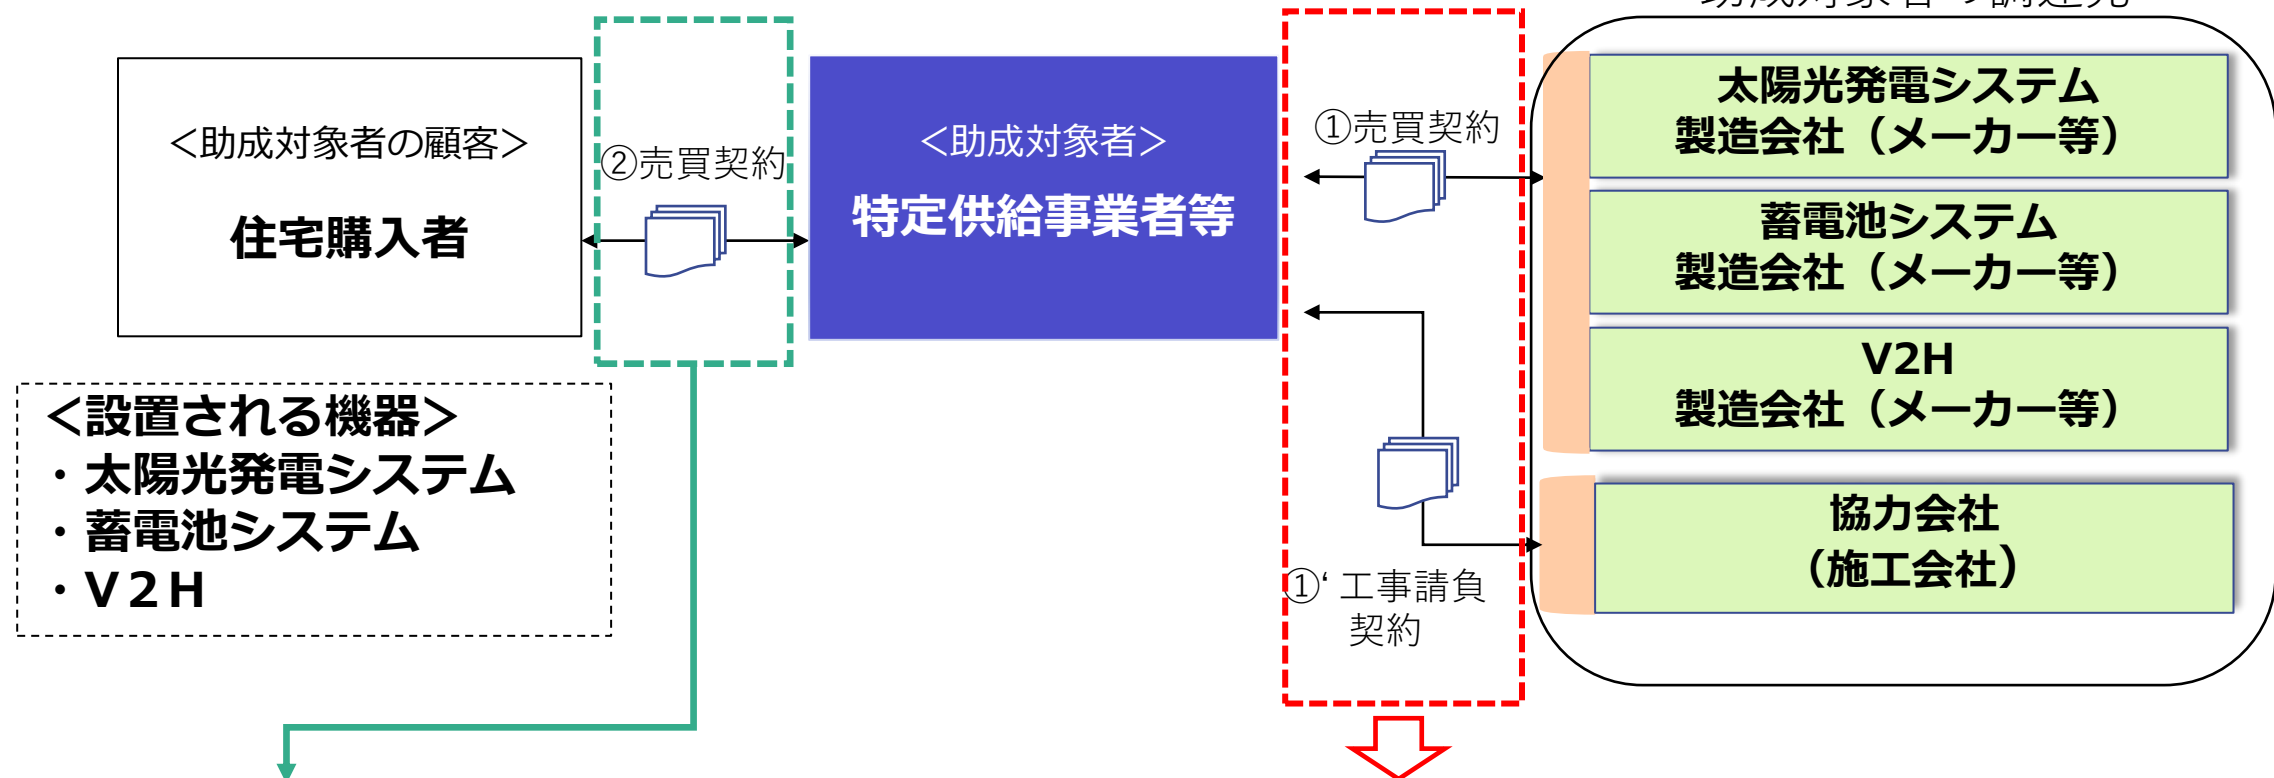 ＜助成対象者の顧客＞
住宅購入者
②売買契約
＜助成対象者＞
特定供給事業者等
①売買契約
太陽光発電システム
製造会社（メーカー等）
蓄電池システム
製造会社（メーカー等）
V2H
製造会社（メーカー等）
協力会社
（施工会社）
①‘ 工事請負
契約
＜設置される機器＞
・太陽光発電システム
・蓄電池システム
・Ｖ２Ｈ